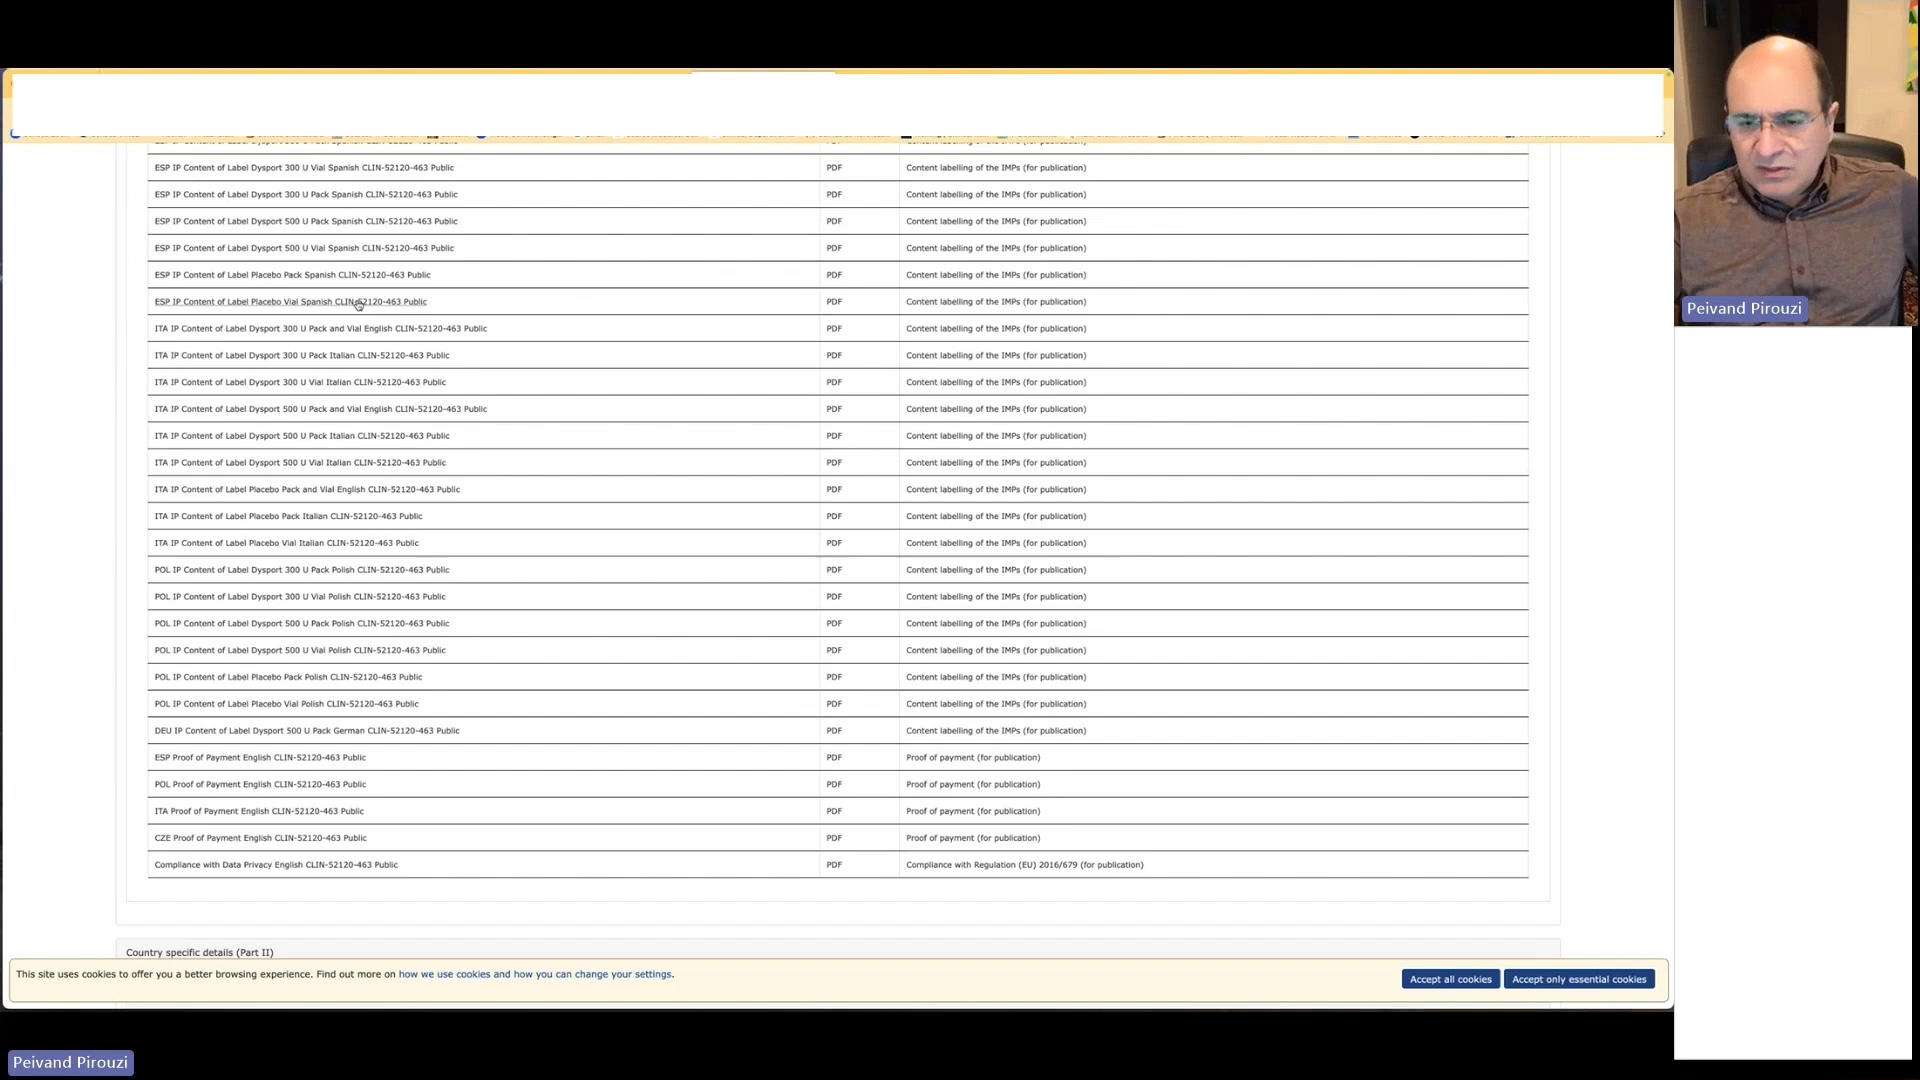 ESP IP Content of Label Dysport 300 U Vial Spanish CLIN-52120-463 Public PDF Content labelling of the IMPs (for publication)
ESP IP Content of Label Dysport 300 U Pack Spanish CLIN-52120-463 Public PDF Content labelling of the IMPs (for publication)
ESP IP Content of Label Dysport 500 U Pack Spanish CLIN-52120-463 Public PDF Content labelling of the IMPs (for publication)
ESP IP Content of Label Dysport 500 U Vial Spanish CLIN-52120-463 Public PDF Content labelling of the IMPs (for publication)
ESP IP Content of Label Placebo Pack Spanish CLIN-52120-463 Public PDF Content labelling of the IMPs (for publication)
ESP IP Content of Label Placebo Vial Spanish CLIN-52120-463 Public PDF Content labelling of the IMPs (for publication)
ITA IP Content of Label Dysport 300 U Pack and Vial English CLIN-52120-463 Public PDF Content labelling of the IMPs (for publication)
ITA IP Content of Label Dysport 300 U Pack Italian CLIN-52120-463 Public PDF Content labelling of the IMPs (for publication)
ITA IP Content of Label Dysport 300 U Vial Italian CLIN-52120-463 Public PDF Content labelling of the IMPs (for publication)
ITA IP Content of Label Dysport 500 U Pack and Vial English CLIN-52120-463 Public PDF Content labelling of the IMPs (for publication)
ITA IP Content of Label Dysport 500 U Pack Italian CLIN-52120-463 Public PDF Content labelling of the IMPs (for publication)
ITA IP Content of Label Dysport 500 U Vial Italian CLIN-52120-463 Public PDF Content labelling of the IMPs (for publication)
ITA IP Content of Label Placebo Pack and Vial English CLIN-52120-463 Public PDF Content labelling of the IMPs (for publication)
ITA IP Content of Label Placebo Pack Italian CLIN-52120-463 Public PDF Content labelling of the IMPs (for publication)
ITA IP Content of Label Placebo Vial Italian CLIN-52120-463 Public PDF Content labelling of the IMPs (for publication)
POL IP Content of Label Dysport 300 U Pack Polish CLIN-52120-463 Public PDF Content labelling of the IMPs (for publication)
POL IP Content of Label Dysport 300 U Vial Polish CLIN-52120-463 Public PDF Content labelling of the IMPs (for publication)
POL IP Content of Label Dysport 500 U Pack Polish CLIN-52120-463 Public PDF Content labelling of the IMPs (for publication)
POL IP Content of Label Dysport 500 U Vial Polish CLIN-52120-463 Public PDF Content labelling of the IMPs (for publication)
POL IP Content of Label Placebo Pack Polish CLIN-52120-463 Public PDF Content labelling of the IMPs (for publication)
POL IP Content of Label Placebo Vial Polish CLIN-52120-463 Public PDF Content labelling of the IMPs (for publication)
DEU IP Content of Label Dysport 500 U Pack German CLIN-52120-463 Public PDF Content labelling of the IMPs (for publication)
ESP Proof of Payment English CLIN-52120-463 Public PDF Proof of payment (for publication)
POL Proof of Payment English CLIN-52120-463 Public PDF Proof of payment (for publication)
ITA Proof of Payment English CLIN-52120-463 Public PDF Proof of payment (for publication)
CZE Proof of Payment English CLIN-52120-463 Public PDF Proof of payment (for publication)
Compliance with Data Privacy English CLIN-52120-463 Public PDF Compliance with Regulation (EU) 2016/679 (for publication)
Country specific details (Part II)
This site uses cookies to offer you a better browsing experience. Find out more on how we use cookies and how you can change your settings.
Accept all cookies Accept only essential cookies
Peivand Pirouzi
Peivand Pirouzi